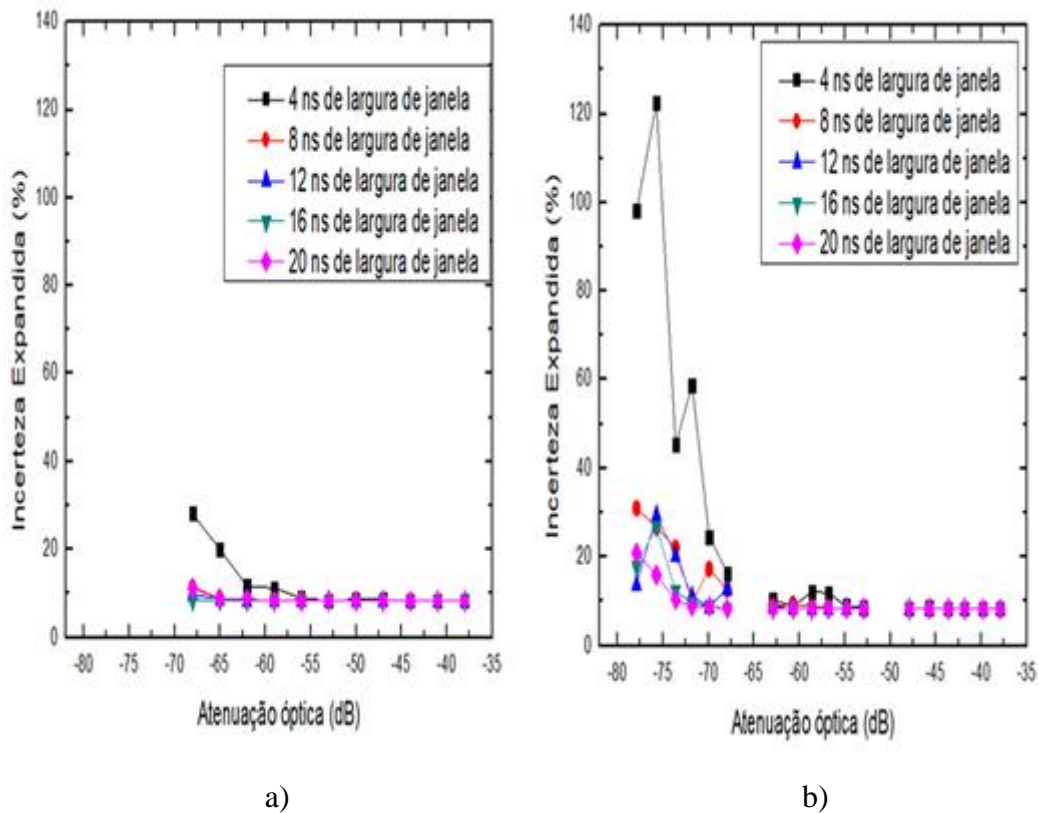 140
120
100
80
60
40
20
0
Incerteza Expandida (%)
4 ns de largura de janela
8 ns de largura de janela
12 ns de largura de janela
16 ns de largura de janela
20 ns de largura de janela
-80 -75 -70 -65 -60 -55 -50 -45 -40 -35
Atenuação óptica (dB)
a)
140
120
100
80
60
40
20
0
Incerteza Expandida (%)
4 ns de largura de janela
8 ns de largura de janela
12 ns de largura de janela
16 ns de largura de janela
20 ns de largura de janela
-80 -75 -70 -65 -60 -55 -50 -45 -40 -35
Atenuação óptica (dB)
b)